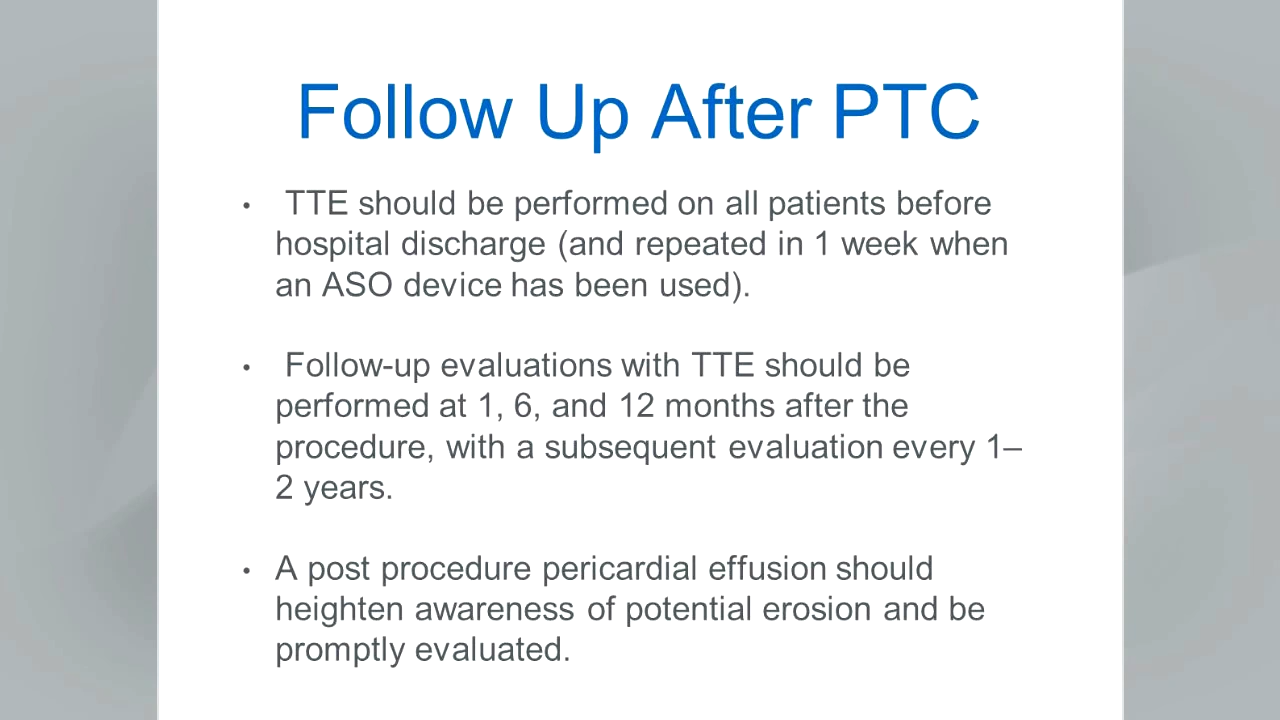 Follow Up After PTC
• TTE should be performed on all patients before
hospital discharge (and repeated in 1 week when
an ASO device has been used).
• Follow-up evaluations with TTE should be
performed at 1, 6, and 12 months after the
procedure, with a subsequent evaluation every 1–
2 years.
• A post procedure pericardial effusion should
heighten awareness of potential erosion and be
promptly evaluated.